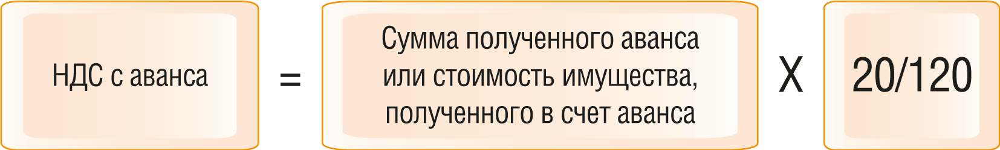 НДС с аванса
=
Сумма полученного аванса
или стоимость имущества,
полученного в счет аванса
X
20/120